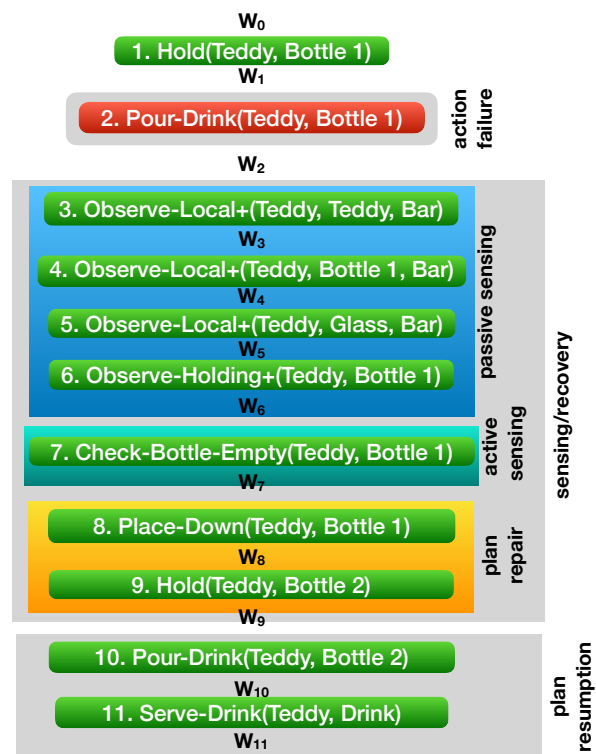 W₀
1. Hold(Teddy, Bottle 1)
W₁
2. Pour-Drink(Teddy, Bottle 1)
action failure
W₂
3. Observe-Local+(Teddy, Teddy, Bar)
W₃
4. Observe-Local+(Teddy, Bottle 1, Bar)
W₄
5. Observe-Local+(Teddy, Glass, Bar)
W₅
6. Observe-Holding+(Teddy, Bottle 1)
W₆
passive sensing
7. Check-Bottle-Empty(Teddy, Bottle 1)
W₇
active sensing
8. Place-Down(Teddy, Bottle 1)
W₈
9. Hold(Teddy, Bottle 2)
plan repair
sensing/recovery
W₉
10. Pour-Drink(Teddy, Bottle 2)
W₁₀
11. Serve-Drink(Teddy, Drink)
W₁₁
plan resumption